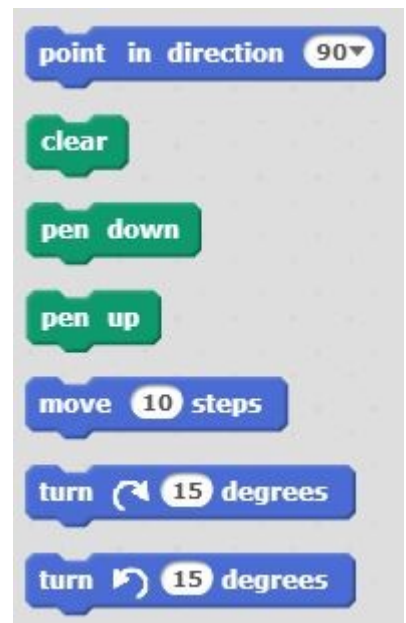 point in direction 90
clear
pen down
pen up
move 10 steps
turn 15 degrees
turn 15 degrees